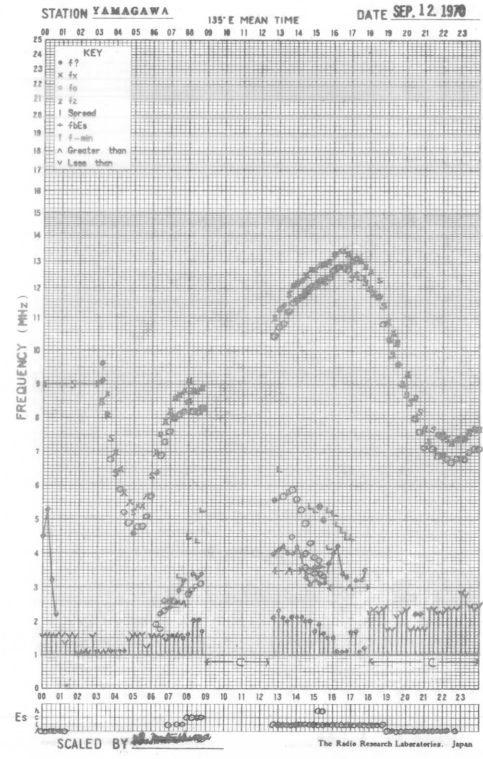 STATION YAMAGAWA
135°E MEAN TIME
DATE SEP. 12 1970
00 01 02 03 04 05 06 07 08 09 10 11 12 13 14 15 16 17 18 19 20 21 22 23
KEY
f?
x fx
o fo
z fz
I Spread
- fbEs
f-min
∧ Greater than
∨ Less than
FREQUENCY (MHz)
25
24
23
22
21
20
19
18
17
16
15
14
13
12
11
10
9
8
7
6
5
4
3
2
1
0
C
C
00 01 02 03 04 05 06 07 08 09 10 11 12 13 14 15 16 17 18 19 20 21 22 23
Es
h
c
l
SCALED BY
The Radio Research Laboratories. Japan